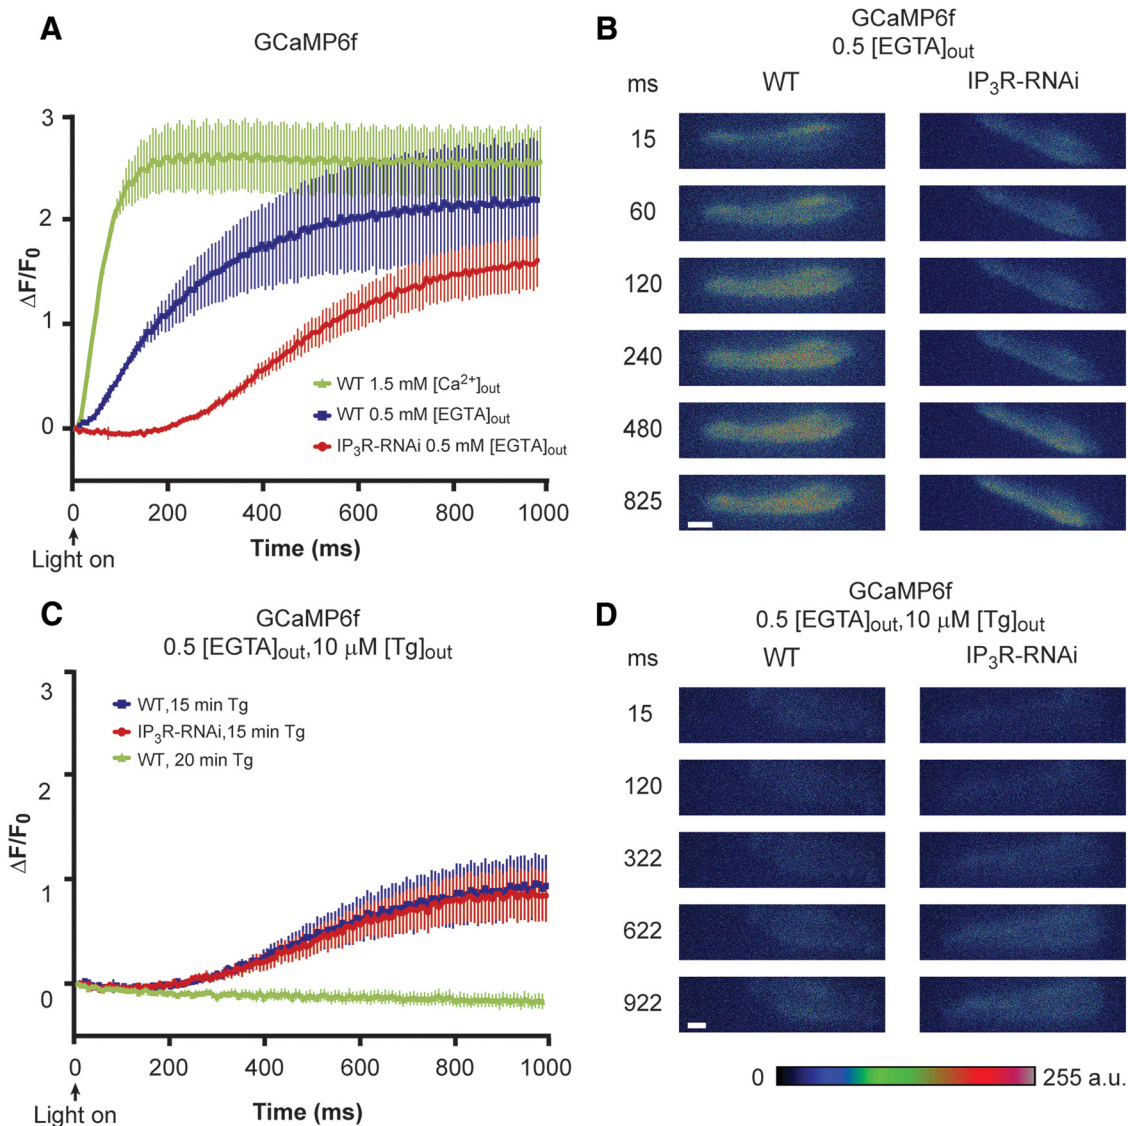 A
GCaMP6f
3
2
1
0
ΔF/F0
WT 1.5 mM [Ca2+]out
WT 0.5 mM [EGTA]out
IP3R-RNAi 0.5 mM [EGTA]out
0 200 400 600 800 1000
Light on
Time (ms)
B
GCaMP6f
0.5 [EGTA]out
ms WT IP3R-RNAi
15
60
120
240
480
825
C
GCaMP6f
0.5 [EGTA]out,10 μM [Tg]out
3
2
1
0
ΔF/F0
WT,15 min Tg
IP3R-RNAi,15 min Tg
WT, 20 min Tg
0 200 400 600 800 1000
Light on
Time (ms)
D
GCaMP6f
0.5 [EGTA]out,10 μM [Tg]out
ms WT IP3R-RNAi
15
120
322
622
922
0 255 a.u.